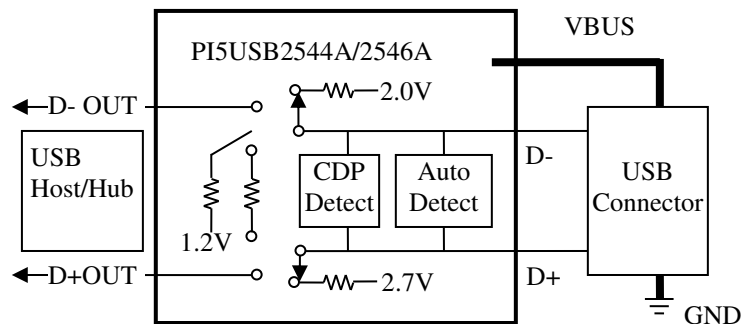 PI5USB2544A/2546A
VBUS
D- OUT
2.0V
USB
Host/Hub
CDP
Detect
Auto
Detect
D-
USB
Connector
1.2V
D+OUT
2.7V
D+
GND